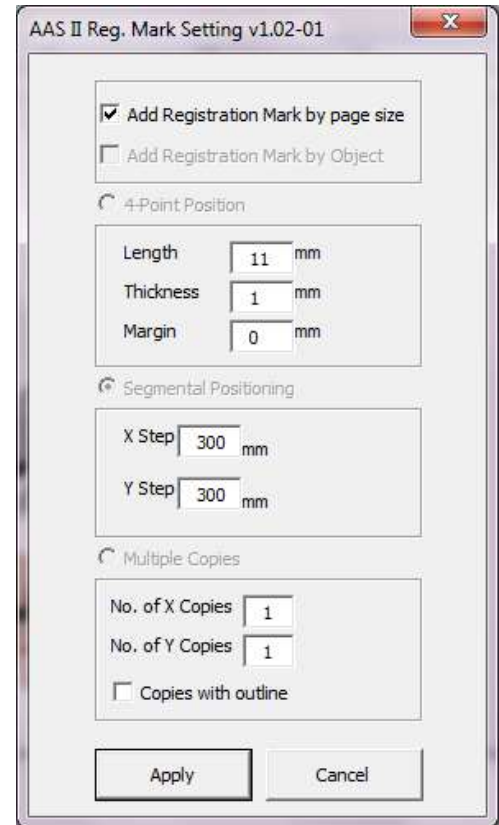 AAS II Reg. Mark Setting v1.02-01
Add Registration Mark by page size
Add Registration Mark by Object
4-Point Position
Length 11 mm
Thickness 1 mm
Margin 0 mm
Segmental Positioning
X Step 300 mm
Y Step 300 mm
Multiple Copies
No. of X Copies 1
No. of Y Copies 1
Copies with outline
Apply Cancel